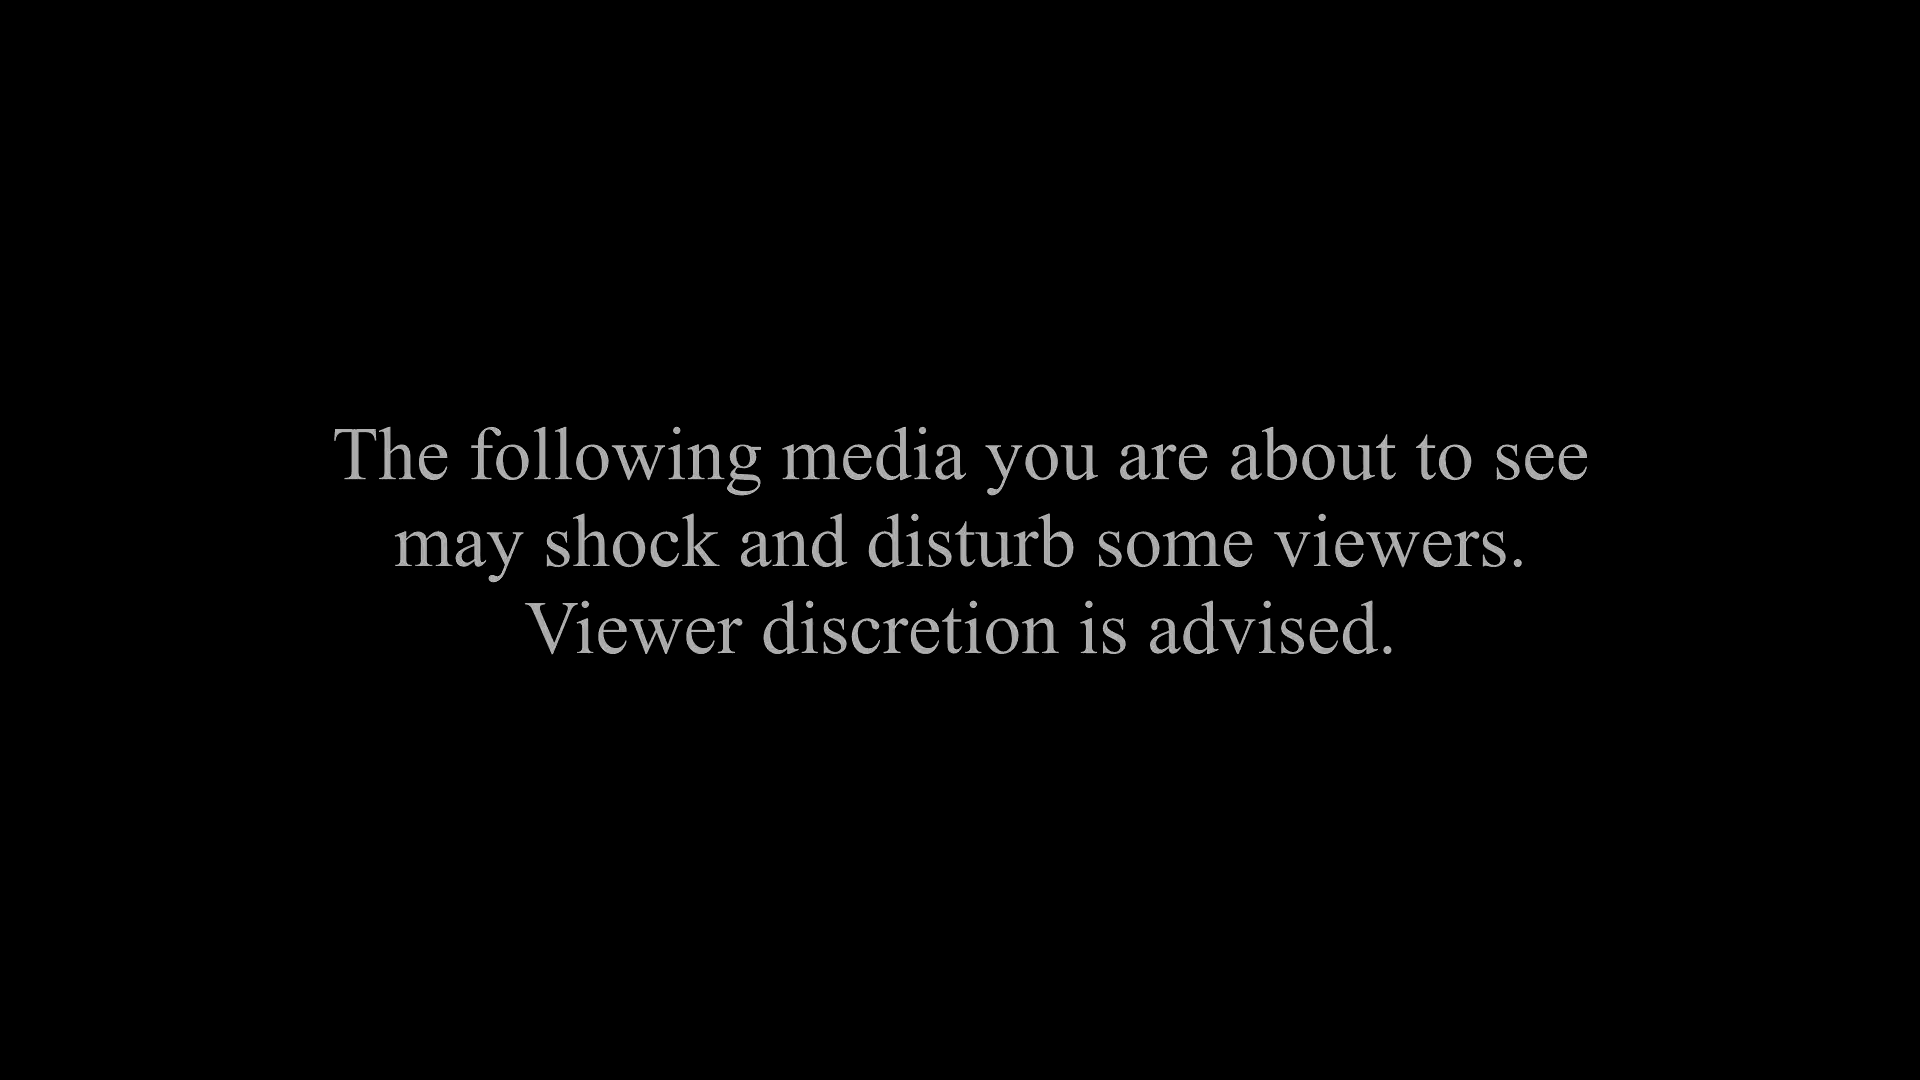 The following media you are about to see
may shock and disturb some viewers.
Viewer discretion is advised.